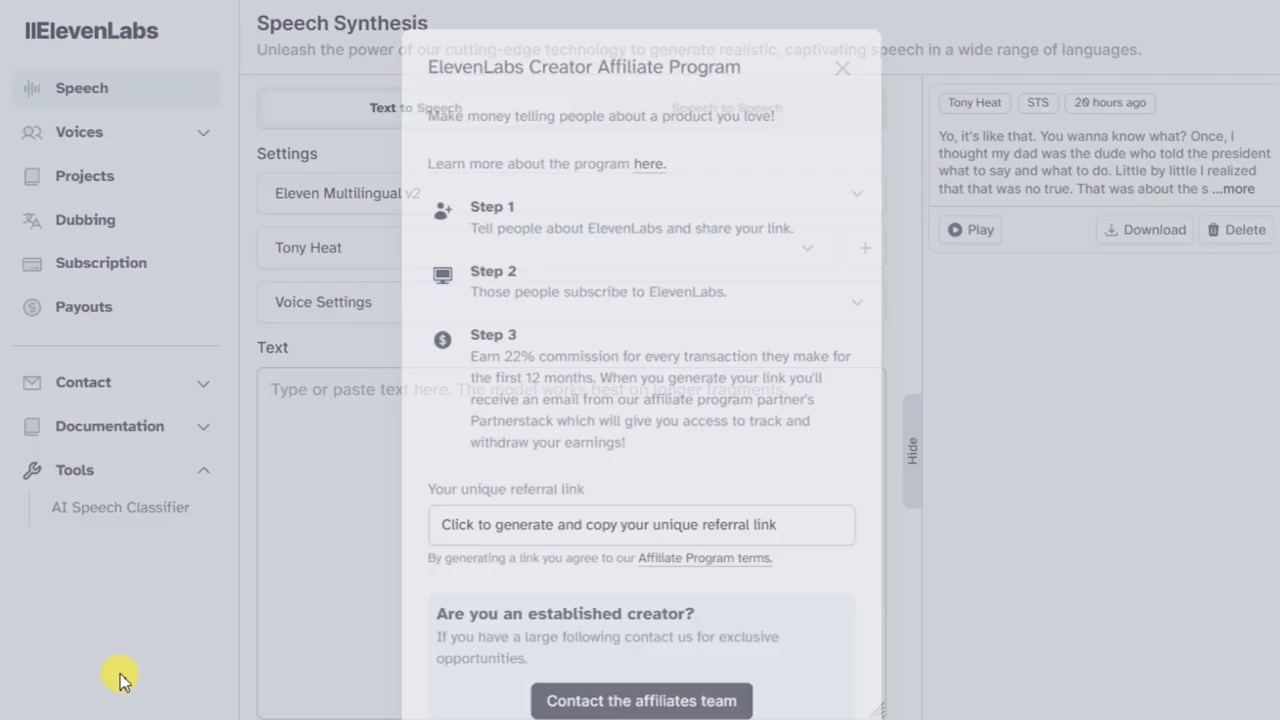 IIElevenLabs
Speech
Voices
Projects
Dubbing
Subscription
Payouts
Contact
Documentation
Tools
AI Speech Classifier
Speech Synthesis
Unleash the power of our cutting-edge technology to generate realistic, captivating speech in a wide range of languages.
Text to Speech
Speech to Speech
Settings
Eleven Multilingual v2
Tony Heat
Voice Settings
Text
Type or paste text here. The model works best on longer fragments.
ElevenLabs Creator Affiliate Program
Make money telling people about a product you love!
Learn more about the program here.
Step 1
Tell people about ElevenLabs and share your link.
Step 2
Those people subscribe to ElevenLabs.
Step 3
Earn 22% commission for every transaction they make for
the first 12 months. When you generate your link you'll
receive an email from our affiliate program partner's
Partnerstack which will give you access to track and
withdraw your earnings!
Your unique referral link
Click to generate and copy your unique referral link
By generating a link you agree to our Affiliate Program terms.
Are you an established creator?
If you have a large following contact us for exclusive
opportunities.
Contact the affiliates team
Hide
Tony Heat STS 20 hours ago
Yo, it's like that. You wanna know what? Once, I
thought my dad was the dude who told the president
what to say and what to do. Little by little I realized
that that was no true. That was about the s ...more
Play Download Delete